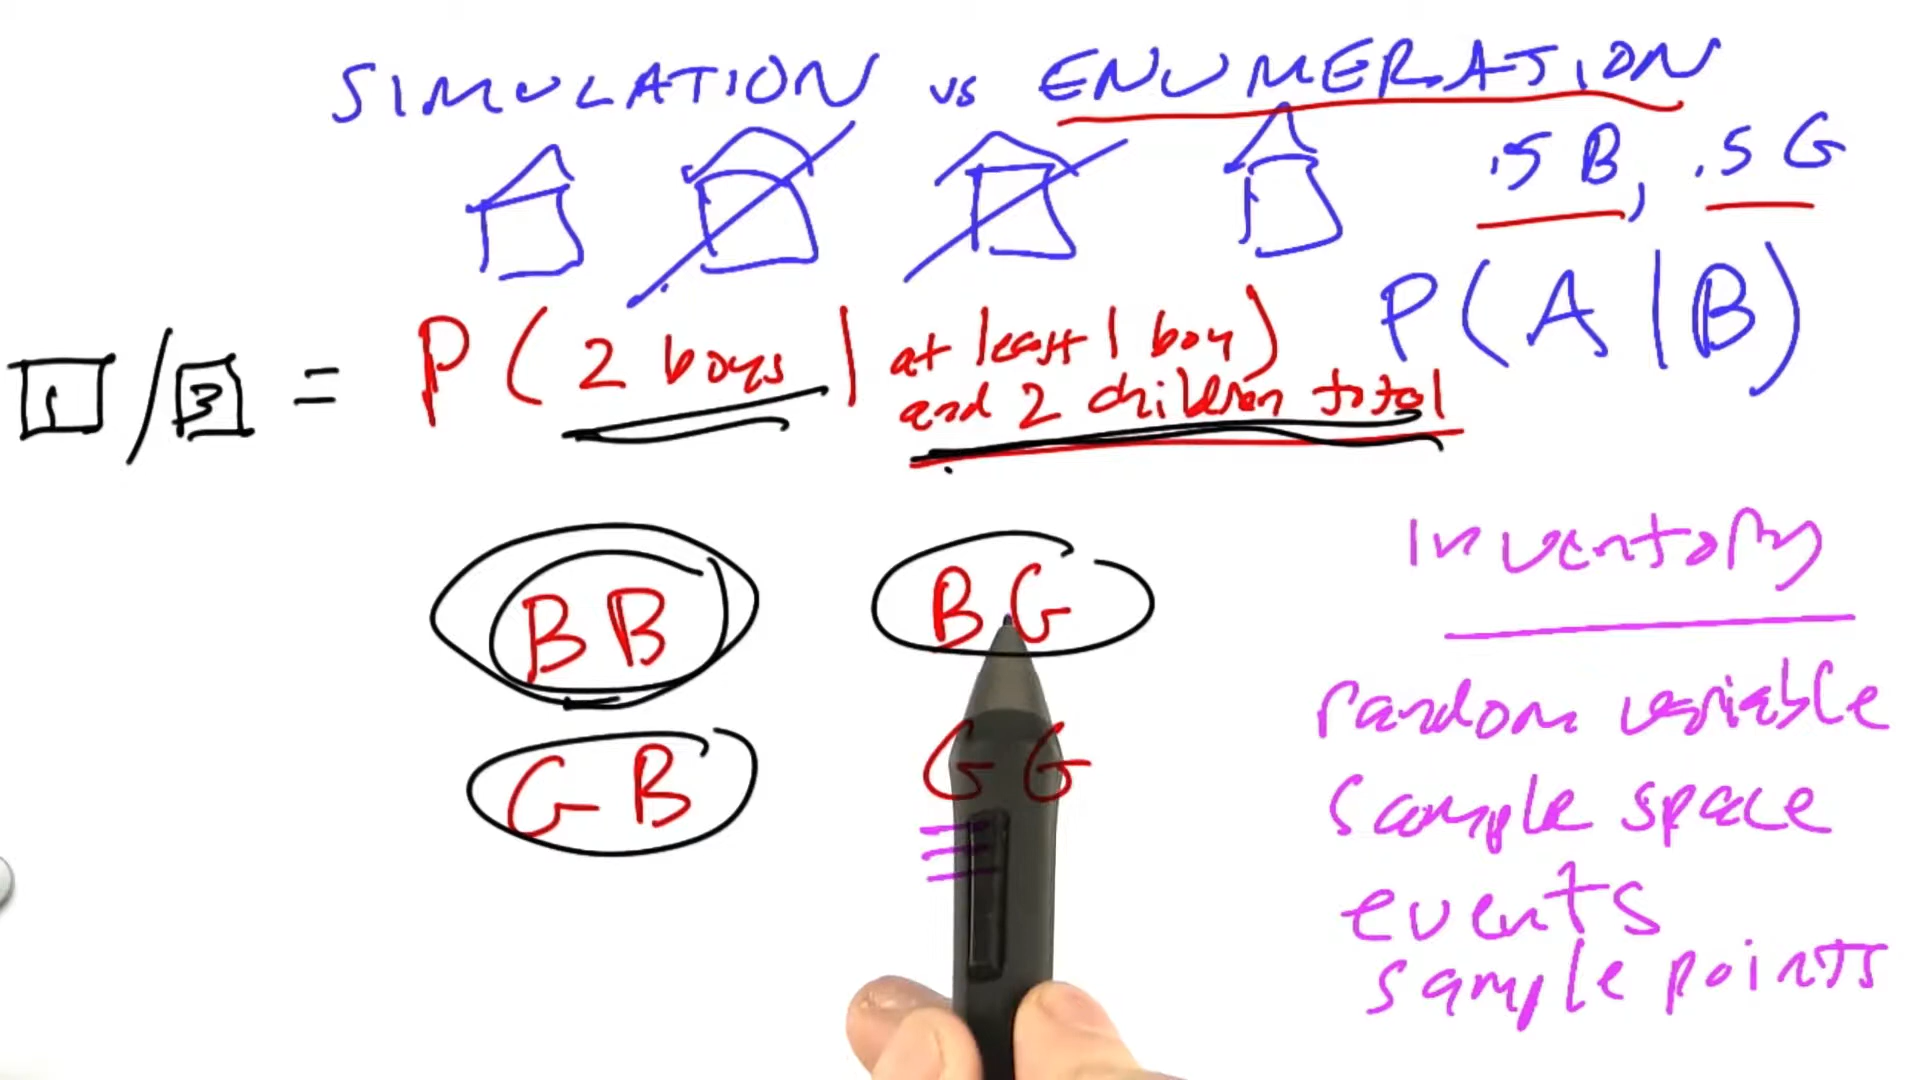 SIMULATION vs ENUMERATION
.5 B, .5 G
P(A|B)
1/3 = P(2 boys | at least 1 boy)
and 2 children total
BB BG
GB GG
Inventory
random variable
sample space
events
sample points